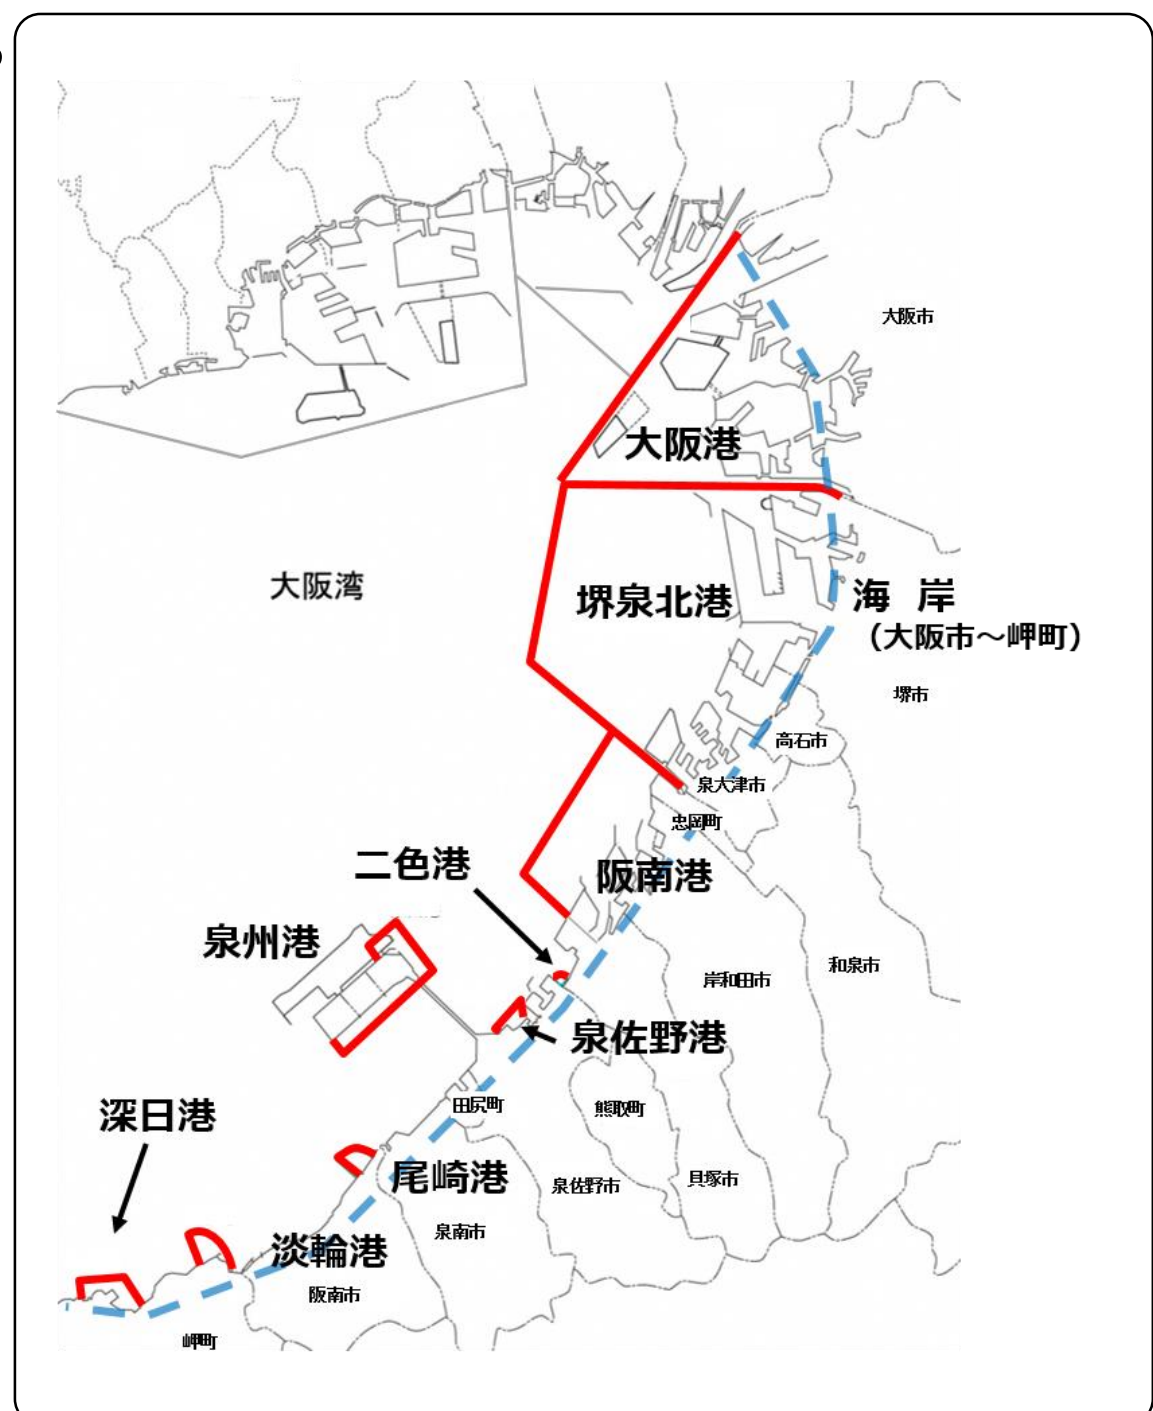 大阪市
大阪港
大阪湾
堺泉北港
海 岸
（大阪市～岬町）
堺市
高石市
泉大津市
忠岡町
二色港
阪南港
泉州港
岸和田市
和泉市
泉佐野港
田尻町
熊取町
深日港
尾崎港
泉佐野市
貝塚市
泉南市
淡輪港
阪南市
岬町